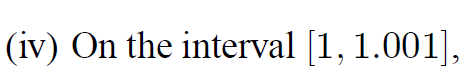 (iv) On the interval [1, 1.001],